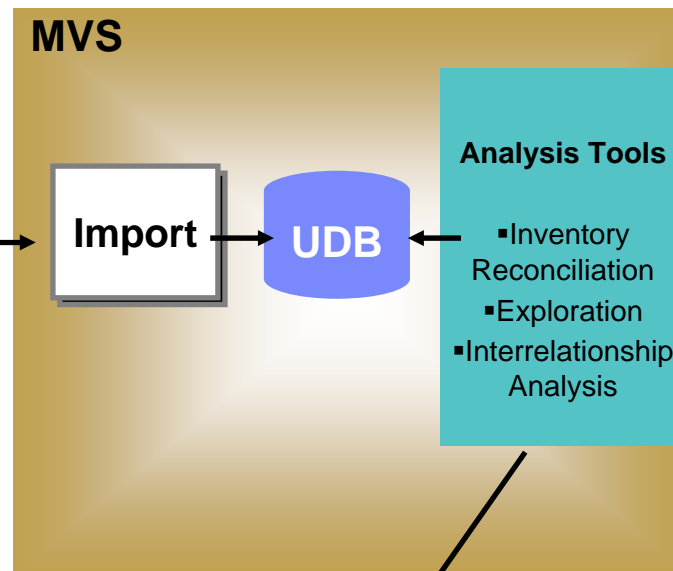 MVS
Import
UDB
Analysis Tools
▪Inventory
Reconciliation
▪Exploration
▪Interrelationship
Analysis